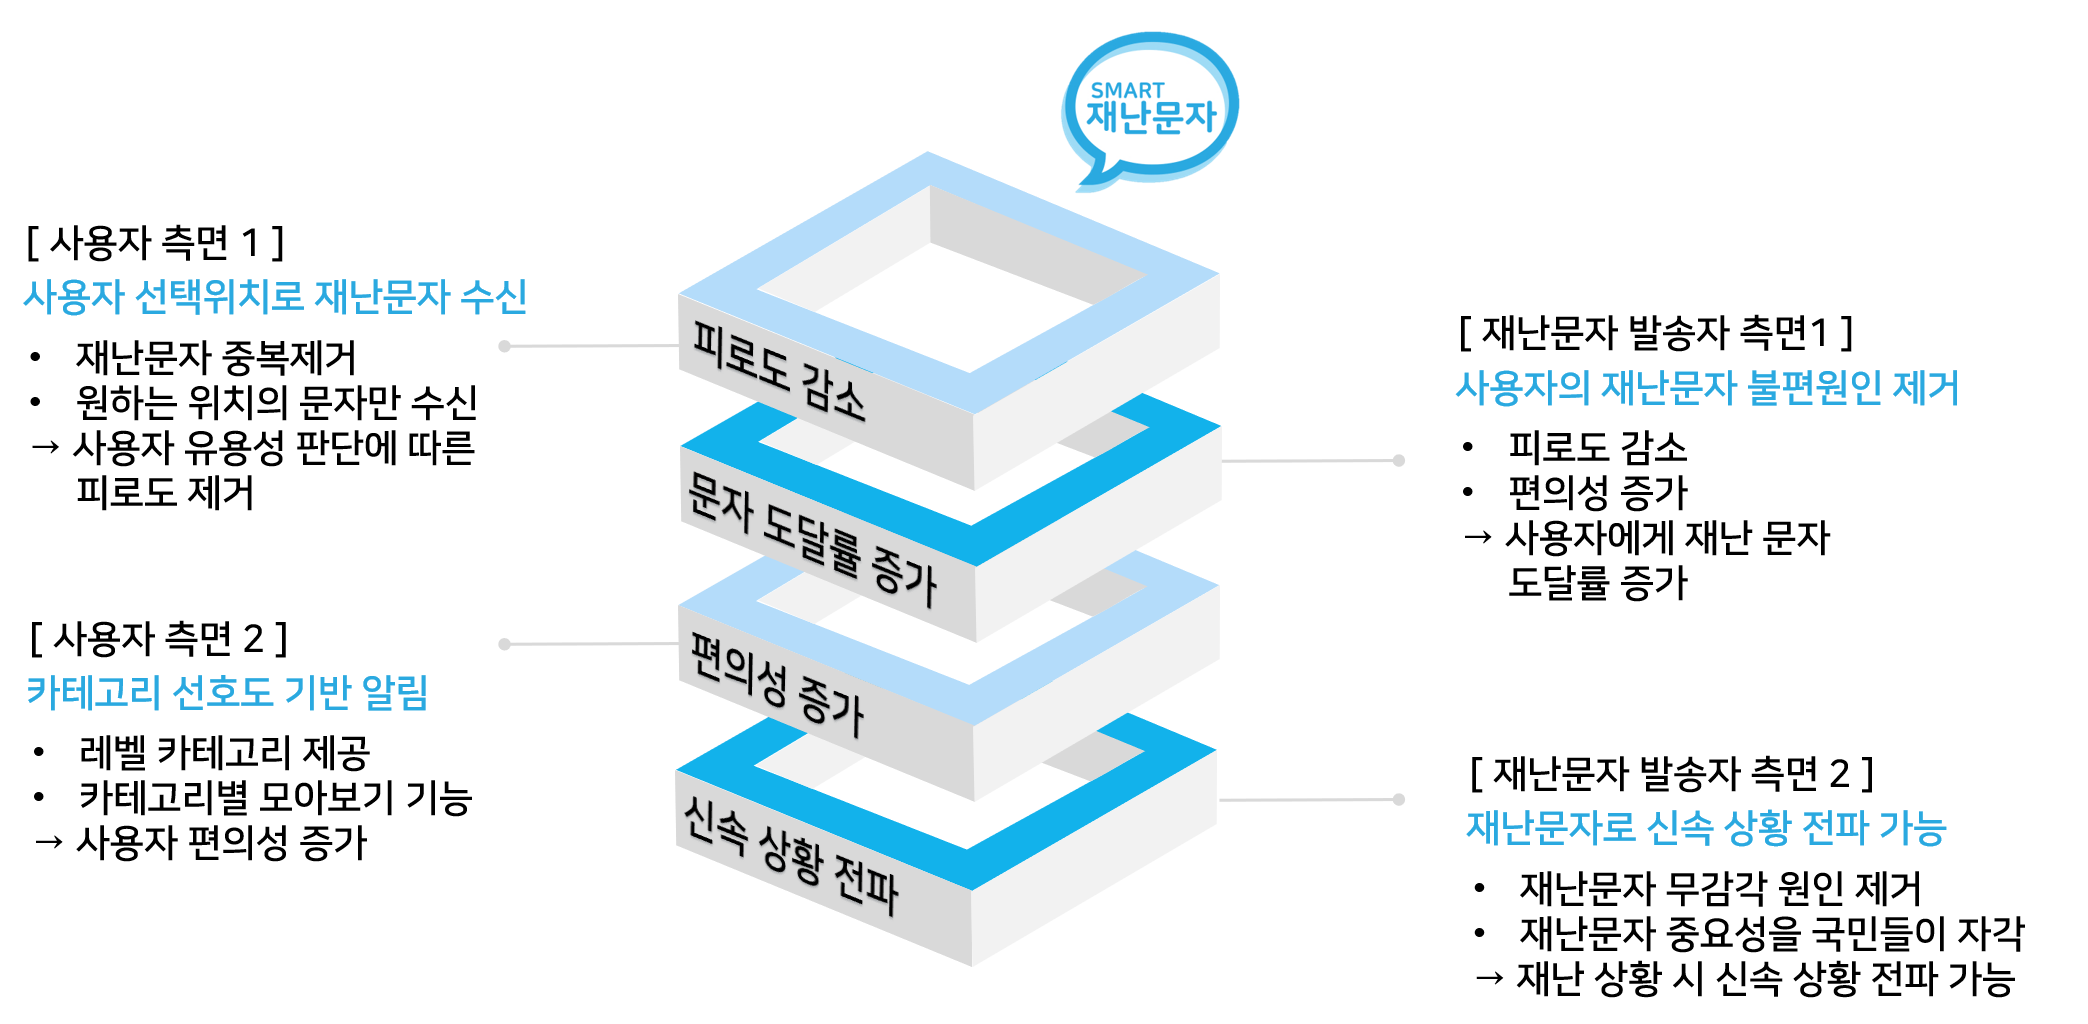 SMART
재난문자
[ 사용자 측면 1 ]
사용자 선택위치로 재난문자 수신
• 재난문자 중복제거
• 원하는 위치의 문자만 수신
→ 사용자 유용성 판단에 따른
피로도 제거
[ 사용자 측면 2 ]
카테고리 선호도 기반 알림
• 레벨 카테고리 제공
• 카테고리별 모아보기 기능
→ 사용자 편의성 증가
피로도 감소
문자 도달률 증가
편의성 증가
신속 상황 전파
[ 재난문자 발송자 측면1 ]
사용자의 재난문자 불편원인 제거
• 피로도 감소
• 편의성 증가
→ 사용자에게 재난 문자
도달률 증가
[ 재난문자 발송자 측면 2 ]
재난문자로 신속 상황 전파 가능
• 재난문자 무감각 원인 제거
• 재난문자 중요성을 국민들이 자각
→ 재난 상황 시 신속 상황 전파 가능